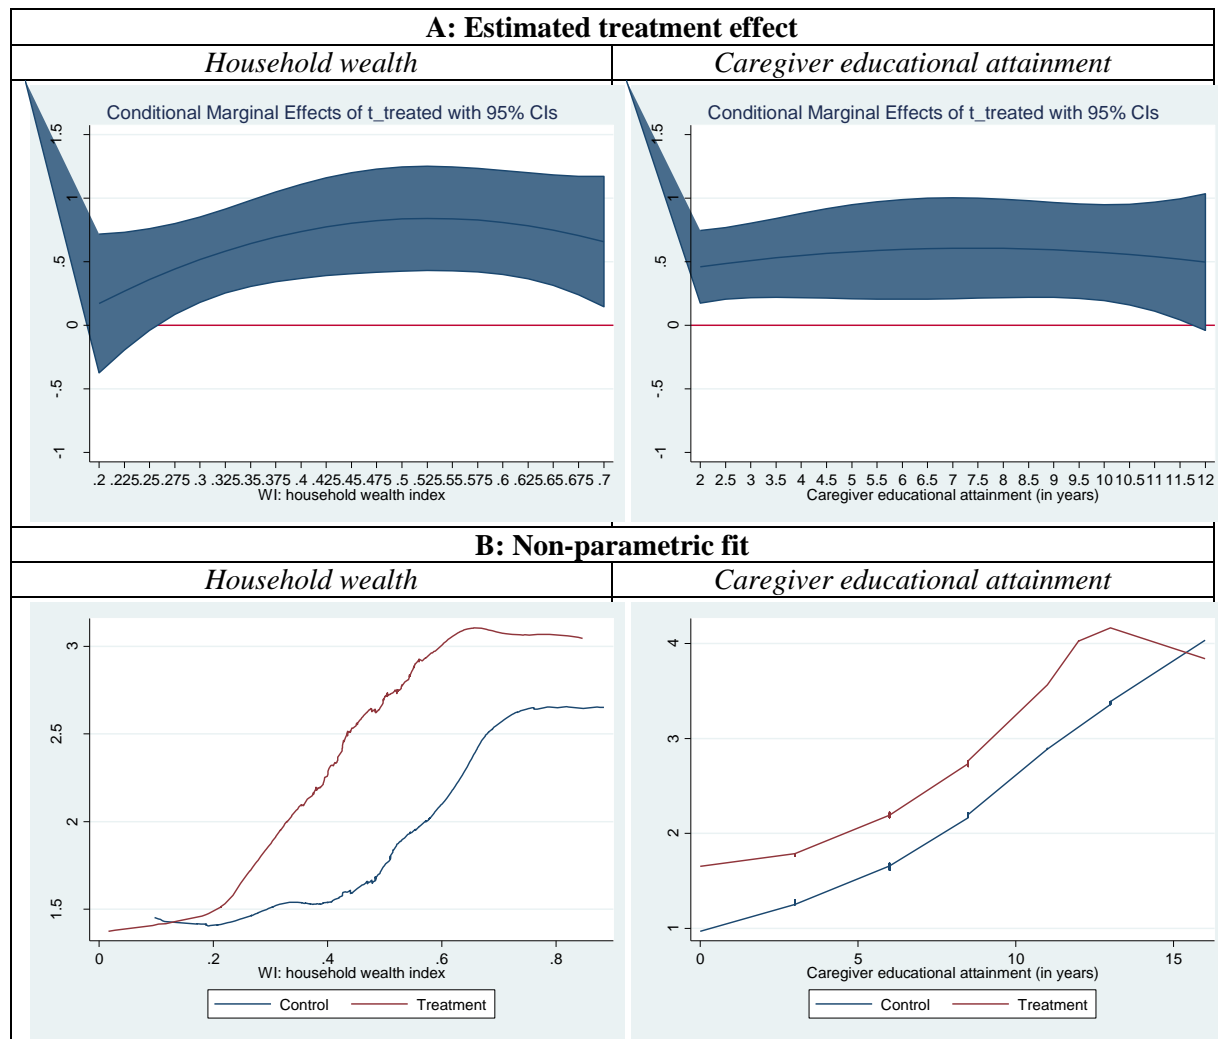 A: Estimated treatment effect
Household wealth
Caregiver educational attainment
Conditional Marginal Effects of t_treated with 95% CIs
1.5
1
.5
0
-.5
-1
.2 .225 .25 .275 .3 .325 .35 .375 .4 .425 .45 .475 .5 .525 .55 .575 .6 .625 .65 .675 .7
WI: household wealth index
Conditional Marginal Effects of t_treated with 95% CIs
1.5
1
.5
0
-.5
-1
2 2.5 3 3.5 4 4.5 5 5.5 6 6.5 7 7.5 8 8.5 9 9.5 10 10.5 11 11.5 12
Caregiver educational attainment (in years)
B: Non-parametric fit
Household wealth
Caregiver educational attainment
3
2.5
2
1.5
0 .2 .4 .6 .8
WI: household wealth index
Control Treatment
4
3
2
1
0 5 10 15
Caregiver educational attainment (in years)
Control Treatment